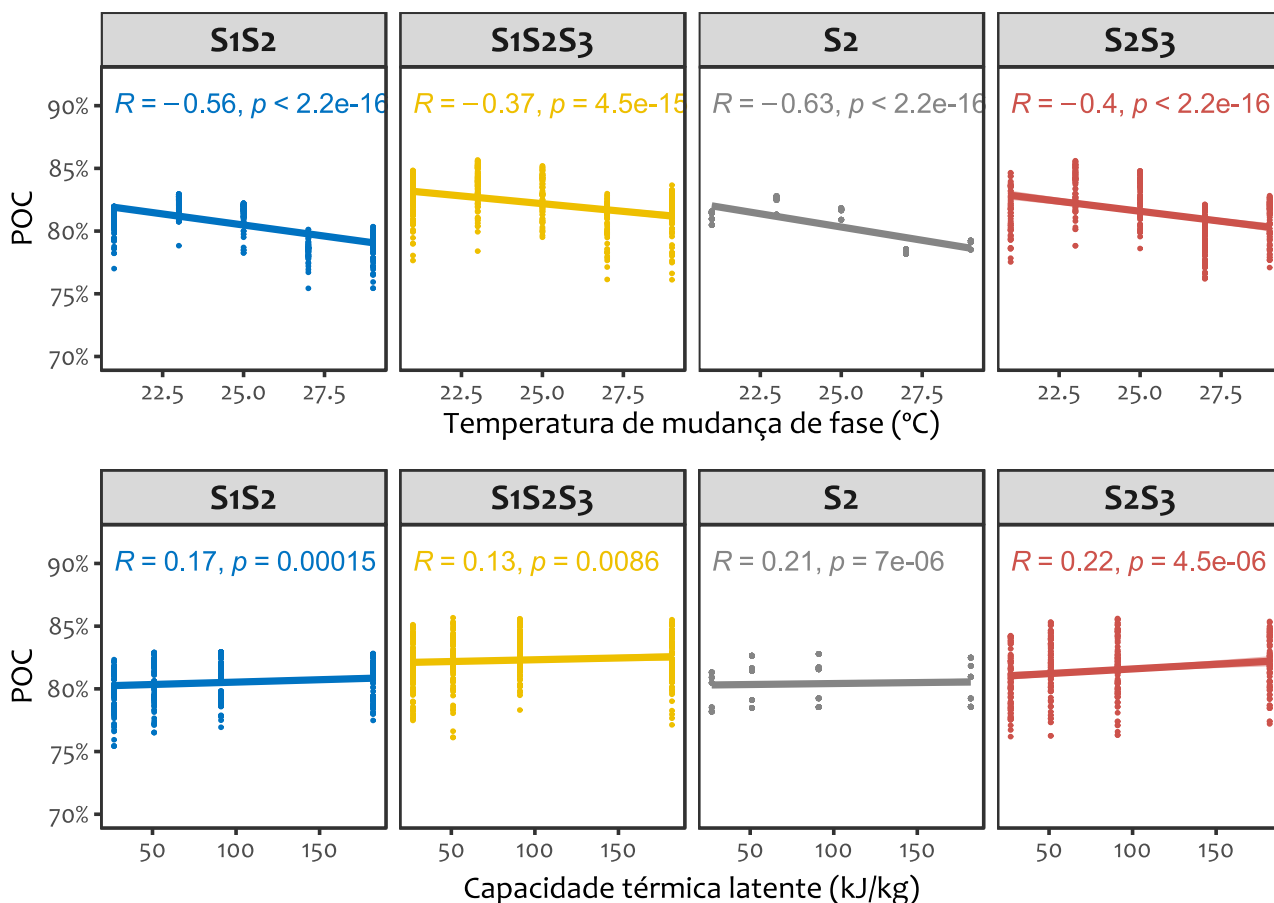 S1S2 S1S2S3 S2 S2S3
R = −0.56, p < 2.2e-16 R = −0.37, p = 4.5e-15 R = −0.63, p < 2.2e-16 R = −0.4, p < 2.2e-16
90%
85%
80%
75%
70%
POC
22.5 25.0 27.5 22.5 25.0 27.5 22.5 25.0 27.5 22.5 25.0 27.5
Temperatura de mudança de fase (ºC)
S1S2 S1S2S3 S2 S2S3
R = 0.17, p = 0.00015 R = 0.13, p = 0.0086 R = 0.21, p = 7e-06 R = 0.22, p = 4.5e-06
90%
85%
80%
75%
70%
POC
50 100 150 50 100 150 50 100 150 50 100 150
Capacidade térmica latente (kJ/kg)